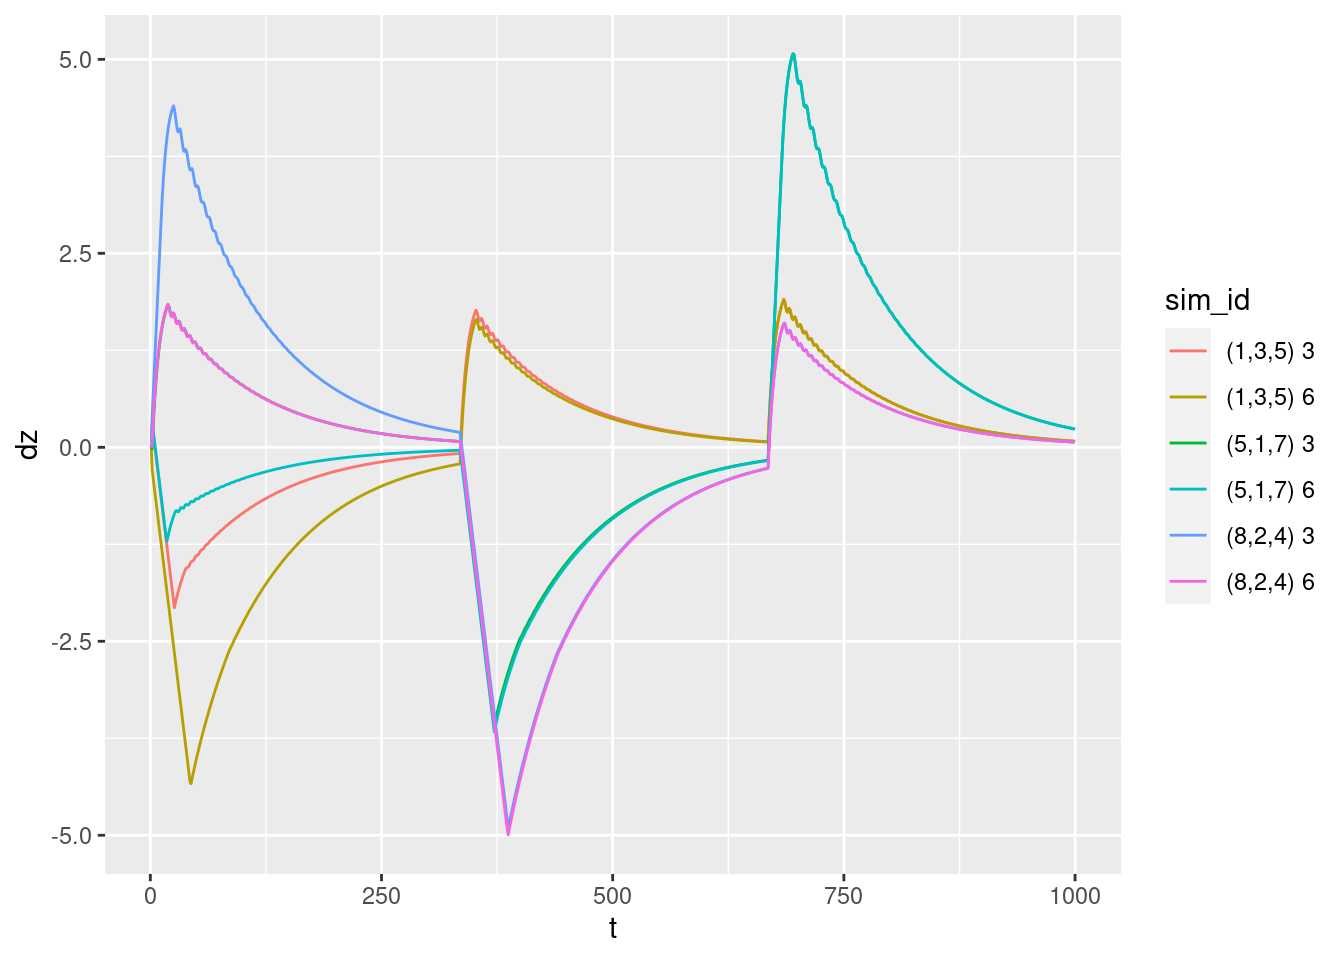 5.0
2.5
0.0
-2.5
-5.0
dz
0 250 500 750 1000
t
sim_id
(1,3,5) 3
(1,3,5) 6
(5,1,7) 3
(5,1,7) 6
(8,2,4) 3
(8,2,4) 6